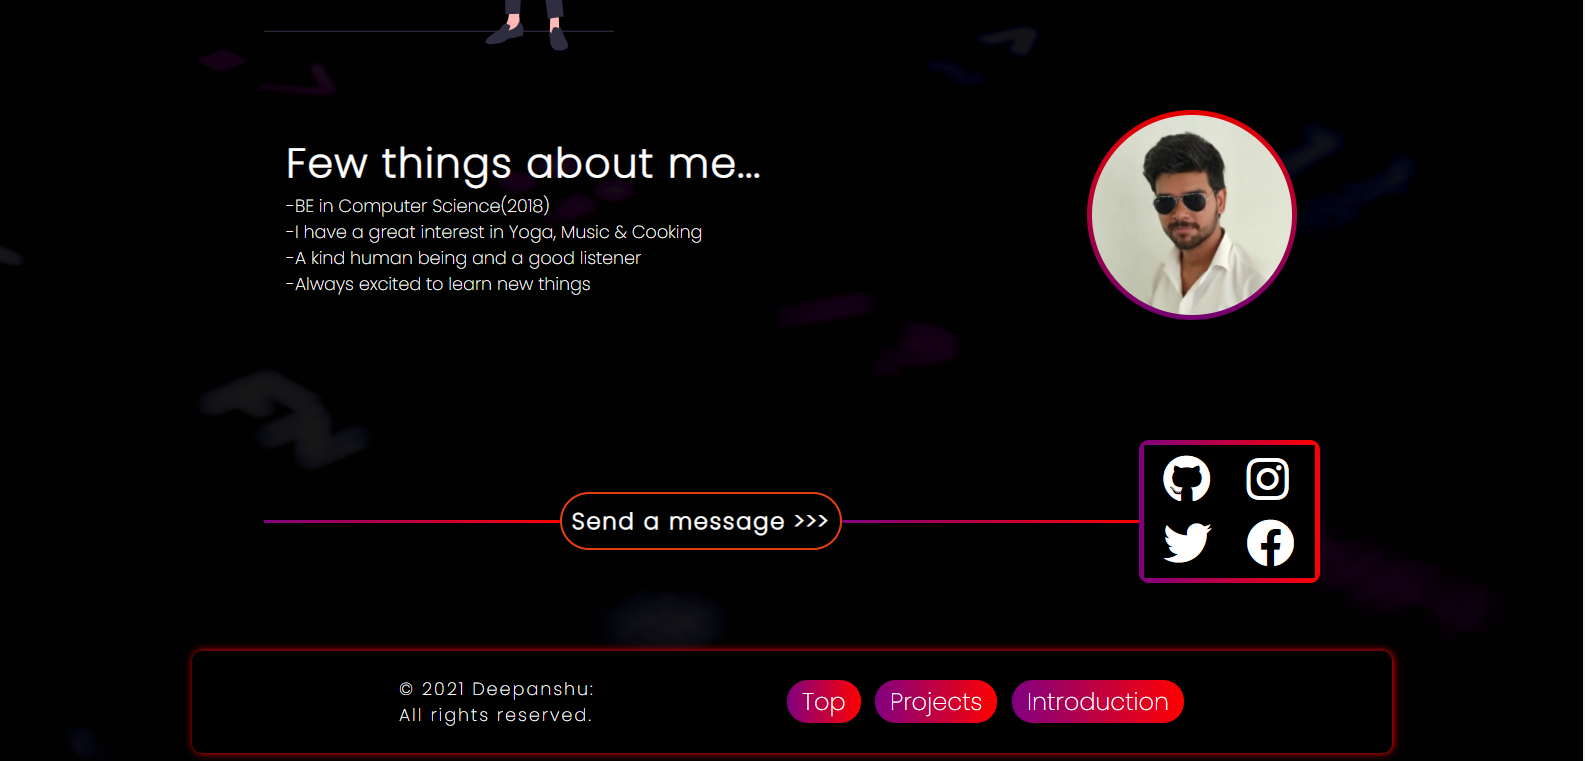 Few things about me...
-BE in Computer Science(2018)
-I have a great interest in Yoga, Music & Cooking
-A kind human being and a good listener
-Always excited to learn new things
Send a message >>>
© 2021 Deepanshu:
All rights reserved.
Top
Projects
Introduction